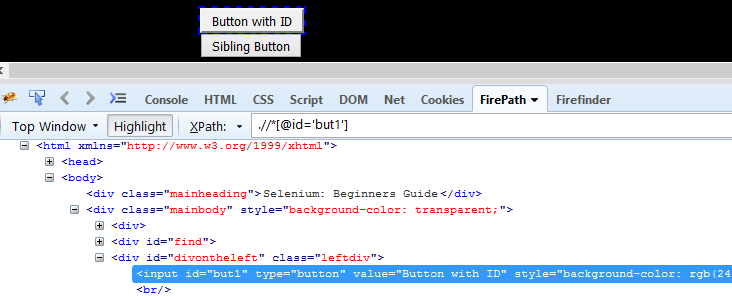 Button with ID
Sibling Button
Console HTML CSS Script DOM Net Cookies FirePath Firefinder
Top Window Highlight XPath: .//*[@id='but1']
<html xmlns="http://www.w3.org/1999/xhtml">
<head>
<body>
<div class="mainheading">Selenium: Beginners Guide</div>
<div class="mainbody" style="background-color: transparent;">
<div>
<div id="find">
<div id="divontheleft" class="leftdiv">
<input id="but1" type="button" value="Button with ID" style="background-color: rgb(24
<br/>